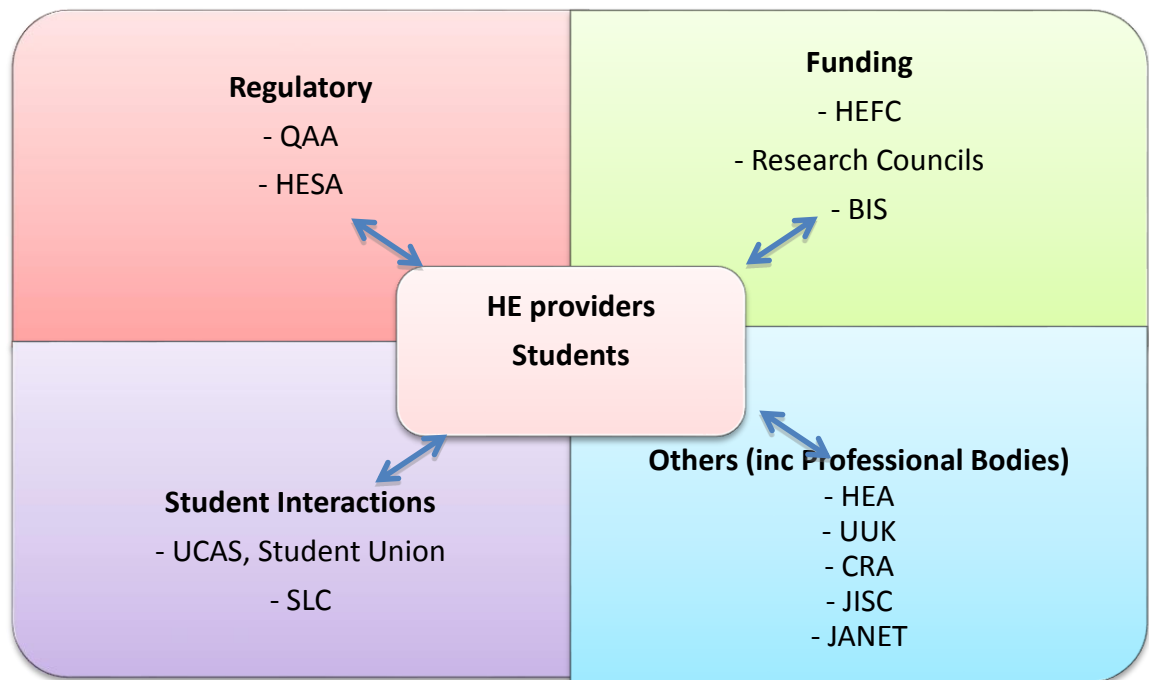 Regulatory
- QAA
- HESA
Funding
- HEFC
- Research Councils
- BIS
HE providers
Students
Student Interactions
- UCAS, Student Union
- SLC
Others (inc Professional Bodies)
- HEA
- UUK
- CRA
- JISC
- JANET